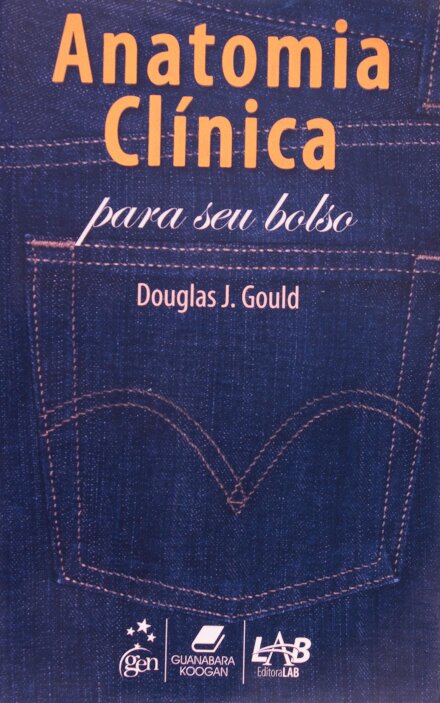 Anatomia
Clínica
para seu bolso
Douglas J. Gould
gen
GUANABARA
KOOGAN
LAB
EditoraLAB